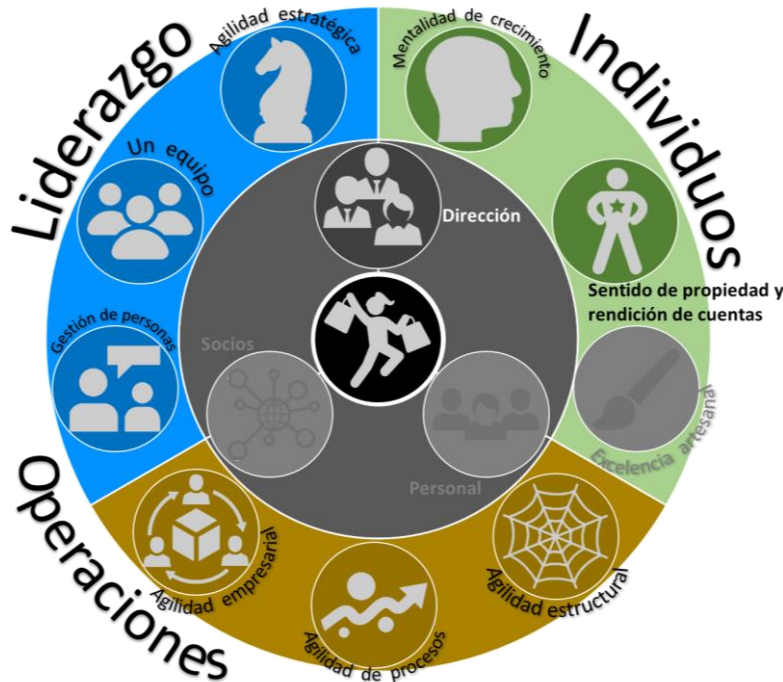 Liderazgo
Agilidad estratégica
Un equipo
Gestión de personas
Individuos
Mentalidad de crecimiento
Sentido de propiedad y
rendición de cuentas
Excelencia artesanal
Dirección
Socios
Personal
Operaciones
Agilidad empresarial
Agilidad de procesos
Agilidad estructural